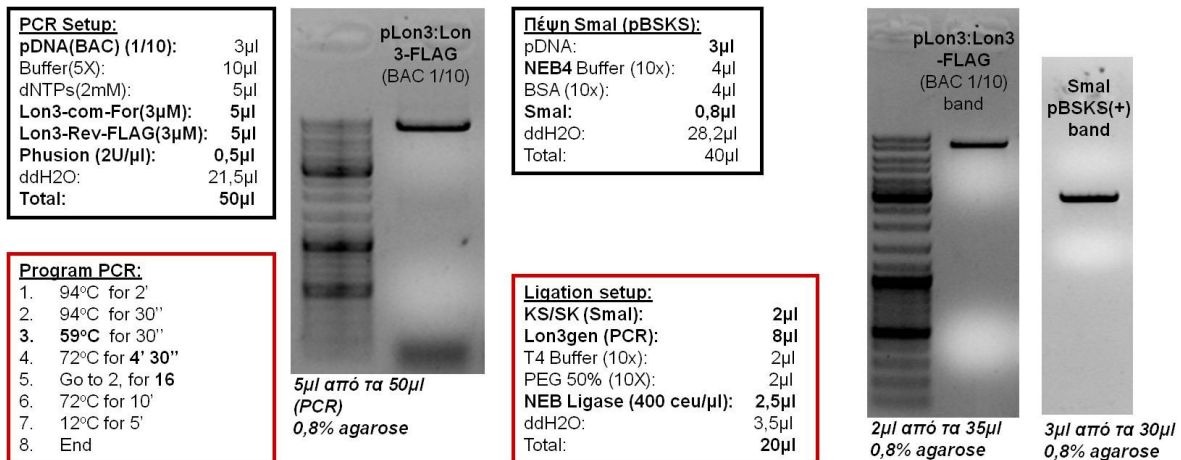 PCR Setup:
pDNA(BAC) (1/10): 3μl
Buffer(5X): 10μl
dNTPs(2mM): 5μl
Lon3-com-For(3μM): 5μl
Lon3-Rev-FLAG(3μM): 5μl
Phusion (2U/μl): 0,5μl
ddH2O: 21,5μl
Total: 50μl
Program PCR:
1. 94°C for 2'
2. 94°C for 30''
3. 59°C for 30''
4. 72°C for 4' 30''
5. Go to 2, for 16
6. 72°C for 10'
7. 12°C for 5'
8. End
pLon3:Lon
3-FLAG
(BAC 1/10)
5μl από τα 50μl
(PCR)
0,8% agarose
Πέψη SmaI (pBSKS):
pDNA: 3μl
NEB4 Buffer (10x): 4μl
BSA (10x): 4μl
SmaI: 0,8μl
ddH2O: 28,2μl
Total: 40μl
Ligation setup:
KS/SK (SmaI): 2μl
Lon3gen (PCR): 8μl
T4 Buffer (10x): 2μl
PEG 50% (10X): 2μl
NEB Ligase (400 ceu/μl): 2,5μl
ddH2O: 3,5μl
Total: 20μl
pLon3:Lon3
-FLAG
(BAC 1/10)
band
2μl από τα 35μl
0,8% agarose
SmaI
pBSKS(+)
band
3μl από τα 30μl
0,8% agarose